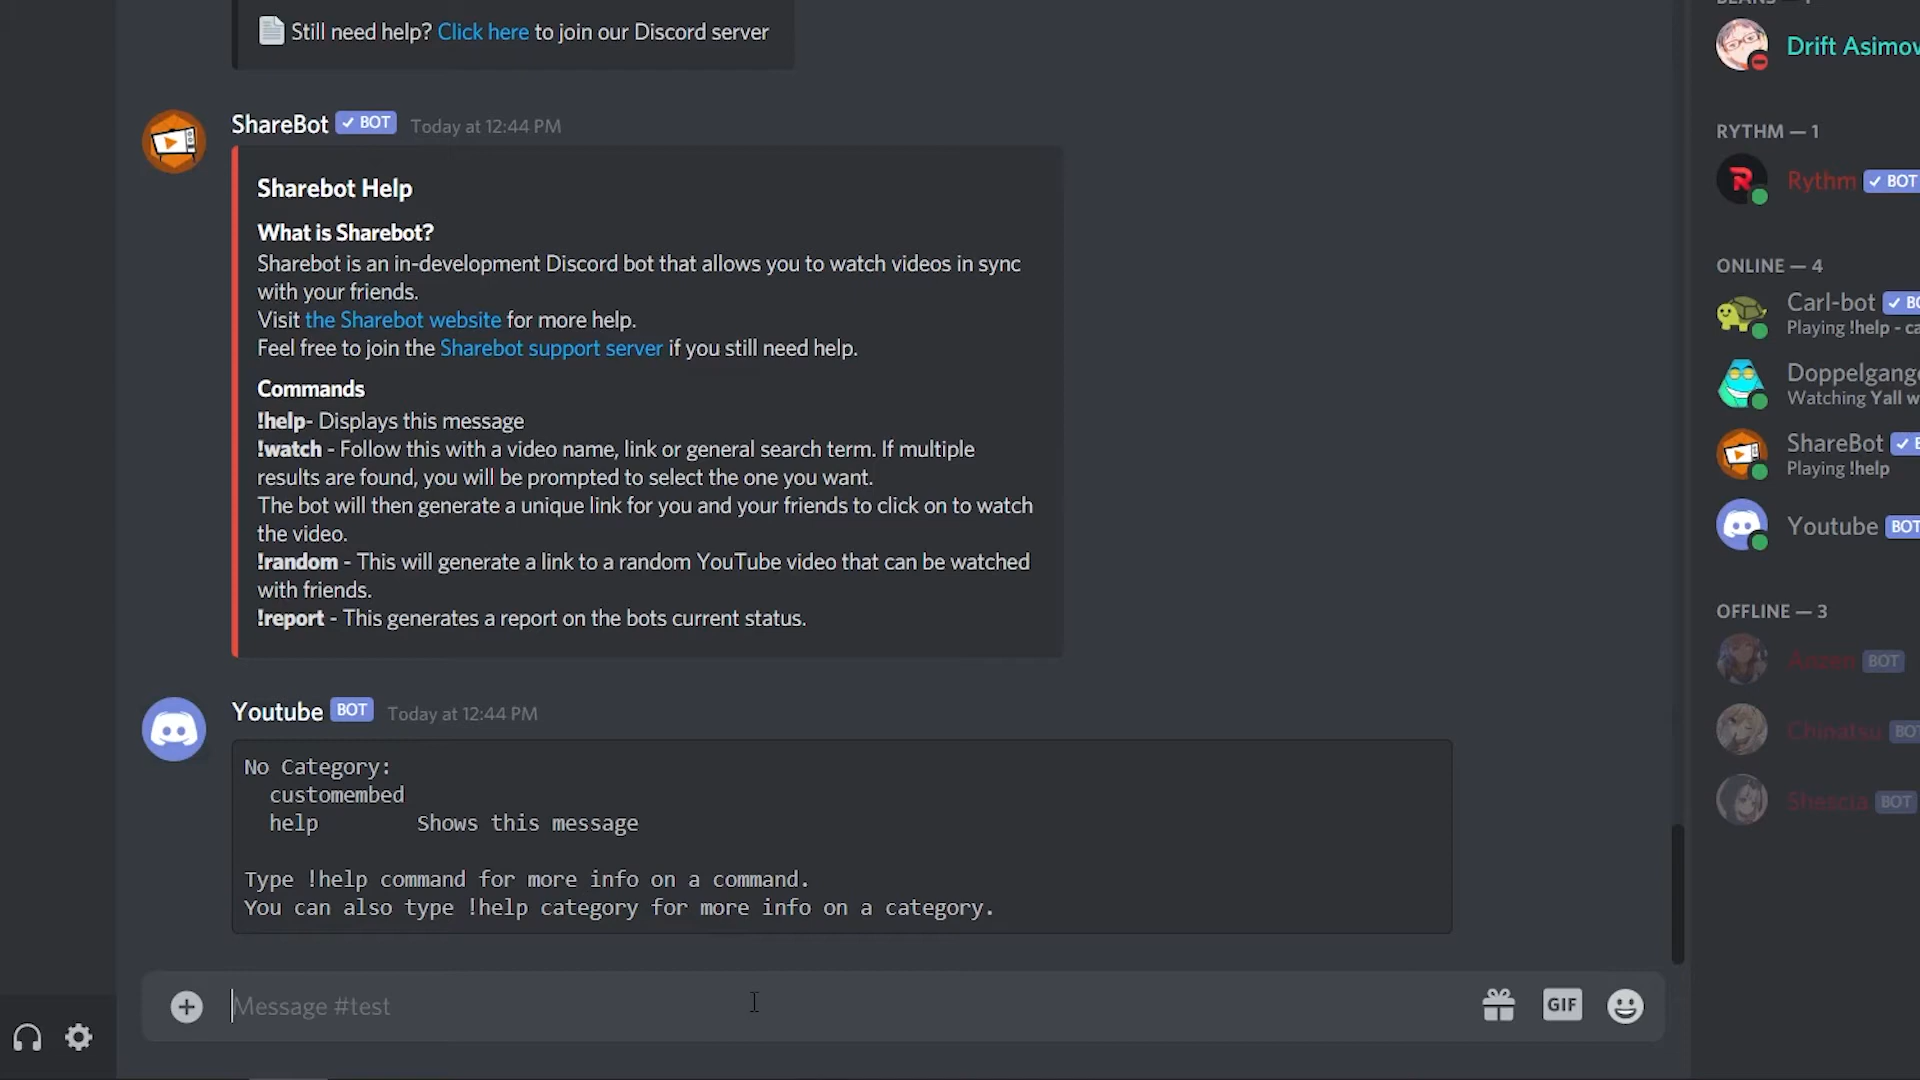 Still need help? Click here to join our Discord server
ShareBot ✓ BOT Today at 12:44 PM
Sharebot Help
What is Sharebot?
Sharebot is an in-development Discord bot that allows you to watch videos in sync
with your friends.
Visit the Sharebot website for more help.
Feel free to join the Sharebot support server if you still need help.
Commands
!help- Displays this message
!watch - Follow this with a video name, link or general search term. If multiple
results are found, you will be prompted to select the one you want.
The bot will then generate a unique link for you and your friends to click on to watch
the video.
!random - This will generate a link to a random YouTube video that can be watched
with friends.
!report - This generates a report on the bots current status.
Youtube BOT Today at 12:44 PM
No Category:
customembed
help Shows this message
Type !help command for more info on a command.
You can also type !help category for more info on a category.
Message #test
GIF
Drift Asimov
RYTHM — 1
Rythm ✓ BOT
ONLINE — 4
Carl-bot ✓ BO
Playing !help - ca
Doppelgange
Watching Yall w
ShareBot ✓ B
Playing !help
Youtube BOT
OFFLINE — 3
BOT
Chinatsu BOT
Shescia BOT